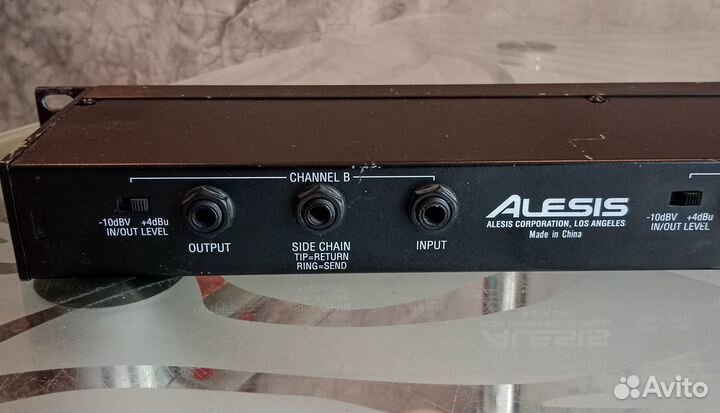 CHANNEL B
-10dBV +4dBu
IN/OUT LEVEL
OUTPUT
SIDE CHAIN
TIP=RETURN
RING=SEND
INPUT
ALESIS
ALESIS CORPORATION, LOS ANGELES
Made in China
-10dBV +4dBu
IN/OUT LEVEL
Avito